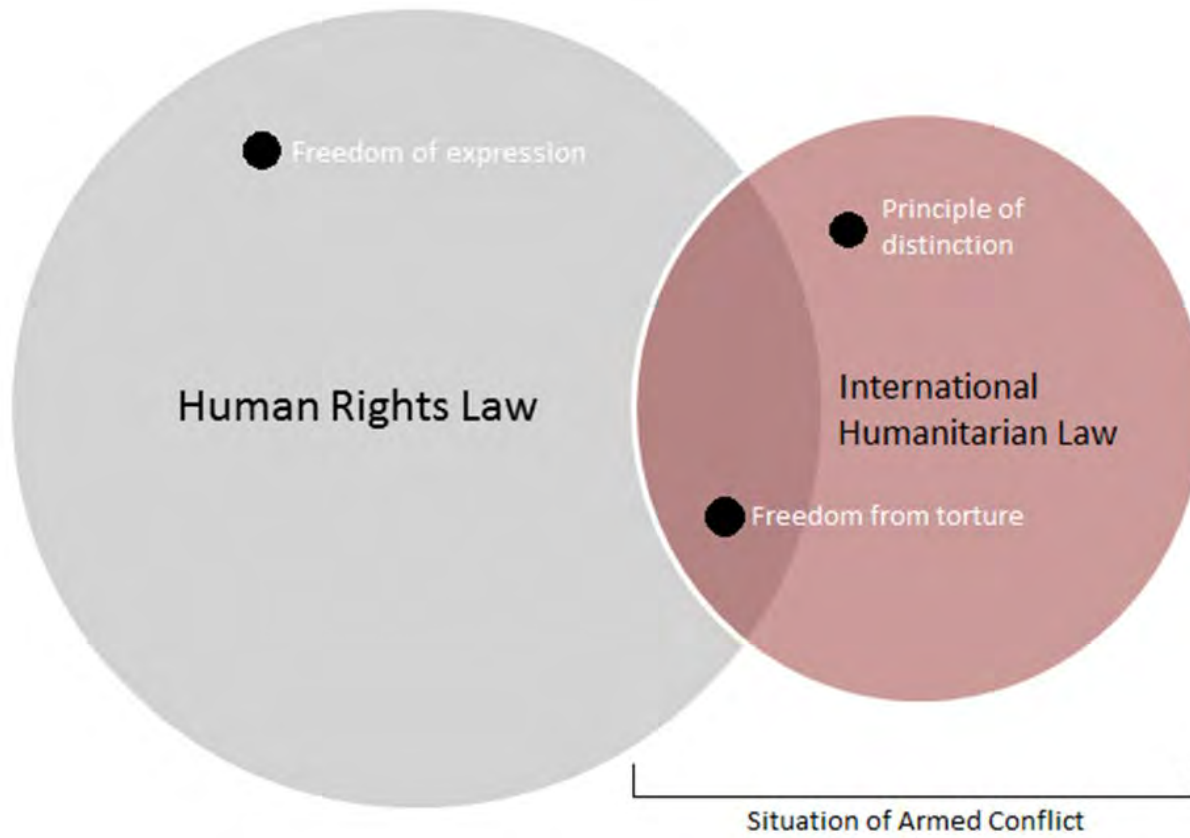 Freedom of expression
Principle of
distinction
Human Rights Law
International
Humanitarian Law
Freedom from torture
Situation of Armed Conflict